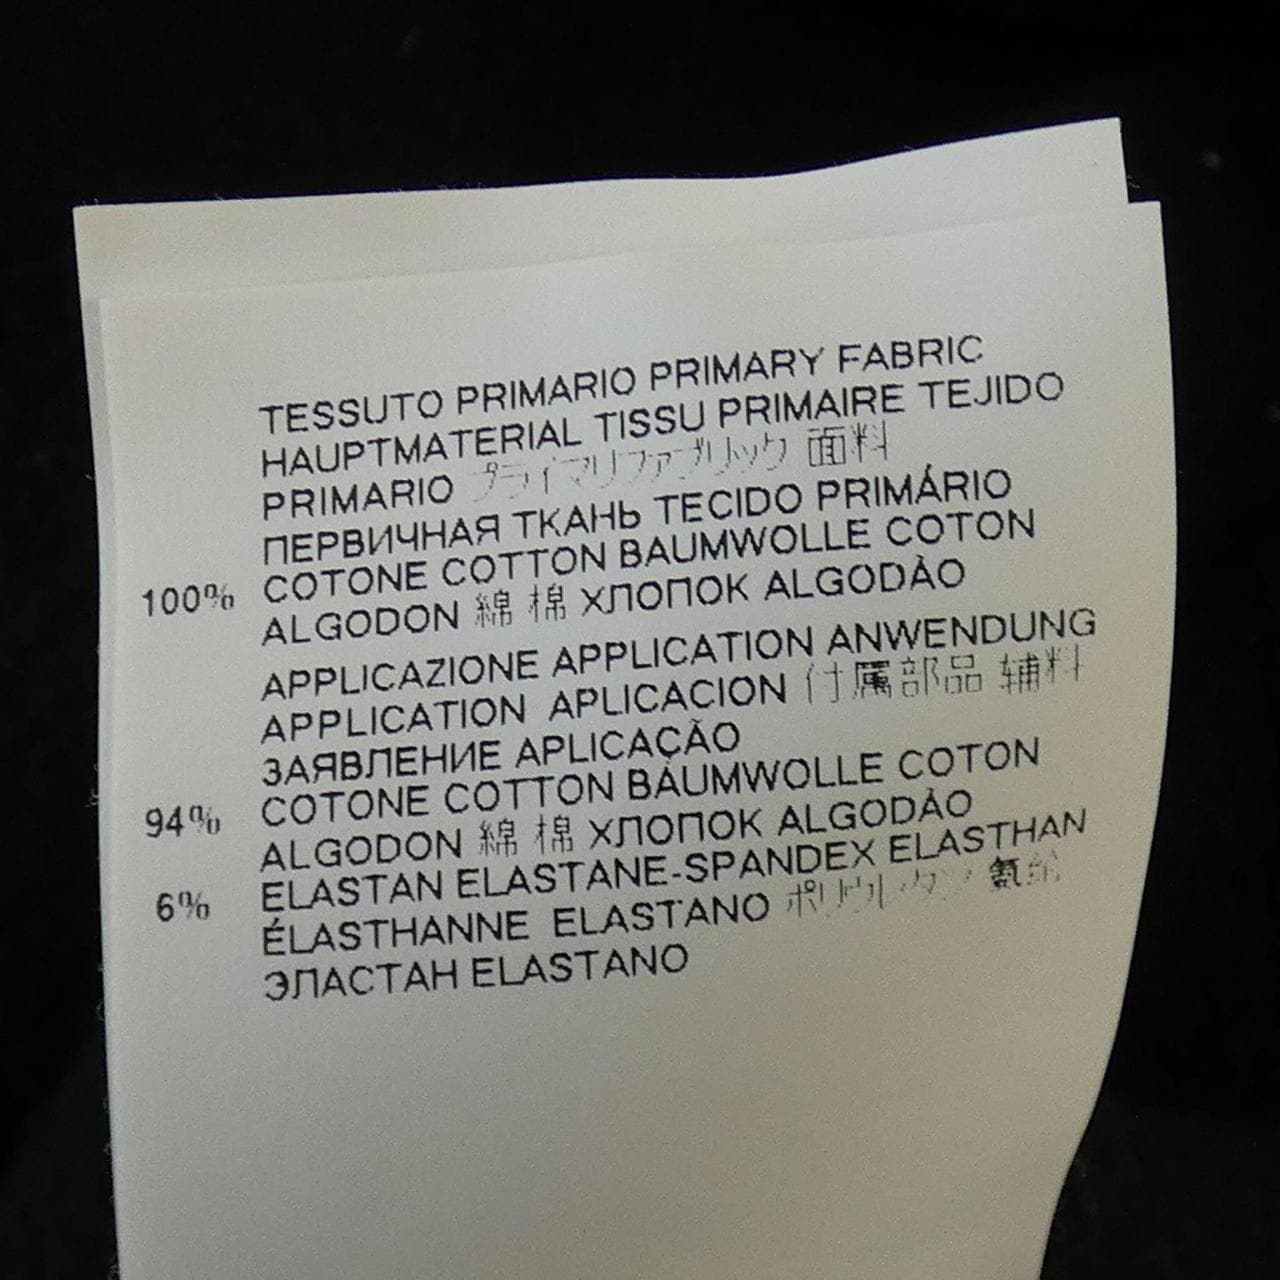 TESSUTO PRIMARIO PRIMARY FABRIC
HAUPTMATERIAL TISSU PRIMAIRE TEJIDO
PRIMARIO プライマリファブリック 面料
ПЕРВИЧНАЯ ТКАНЬ TECIDO PRIMÁRIO
100% COTONE COTTON BAUMWOLLE COTON
ALGODON 綿 棉 ХЛОПОК ALGODÃO
APPLICAZIONE APPLICATION ANWENDUNG
APPLICATION APLICACION 付属部品 辅料
ЗАЯВЛЕНИЕ APLICAÇÃO
94% COTONE COTTON BAUMWOLLE COTON
ALGODON 綿 棉 ХЛОПОК ALGODÃO
6% ELASTAN ELASTANE-SPANDEX ELASTHAN
ÉLASTHANNE ELASTANO
ЭЛАСТАН ELASTANO